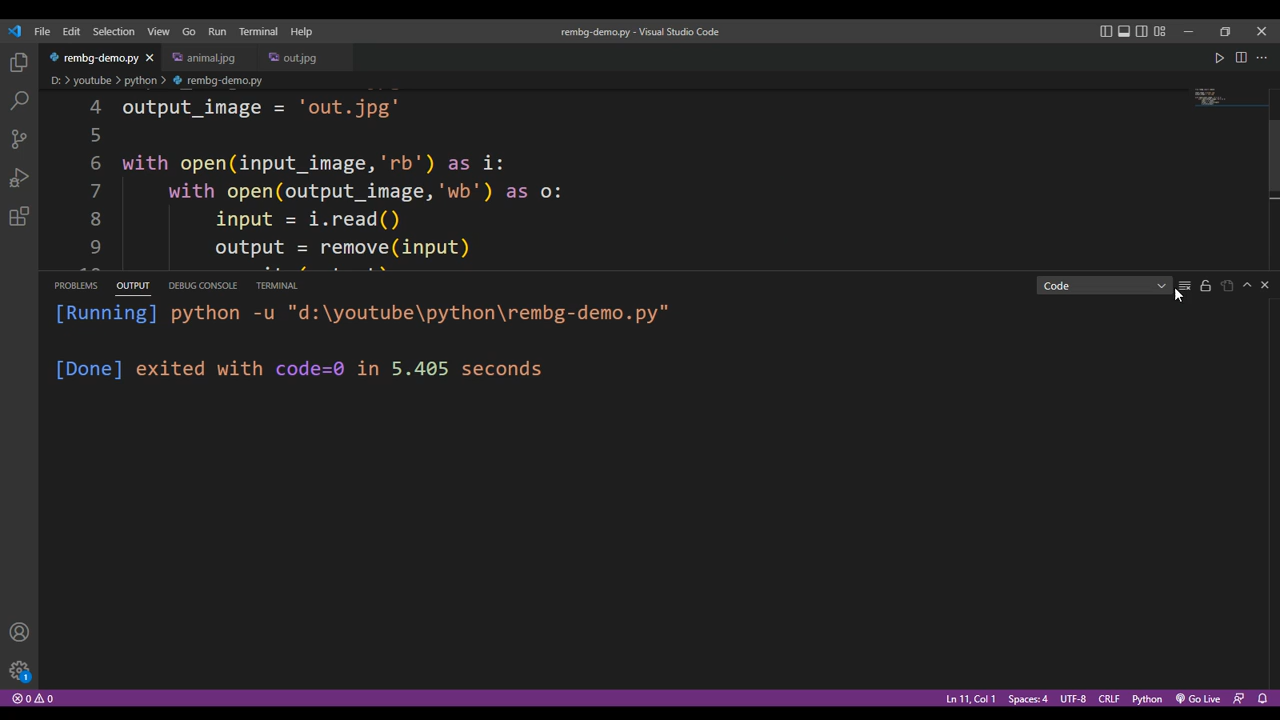 File Edit Selection View Go Run Terminal Help
rembg-demo.py - Visual Studio Code
rembg-demo.py animal.jpg out.jpg
D: > youtube > python > rembg-demo.py
4 output_image = 'out.jpg'
5
6 with open(input_image,'rb') as i:
7 with open(output_image,'wb') as o:
8 input = i.read()
9 output = remove(input)
PROBLEMS OUTPUT DEBUG CONSOLE TERMINAL
Code
[Running] python -u "d:\youtube\python\rembg-demo.py"
[Done] exited with code=0 in 5.405 seconds
1
0 0
Ln 11, Col 1 Spaces: 4 UTF-8 CRLF Python Go Live